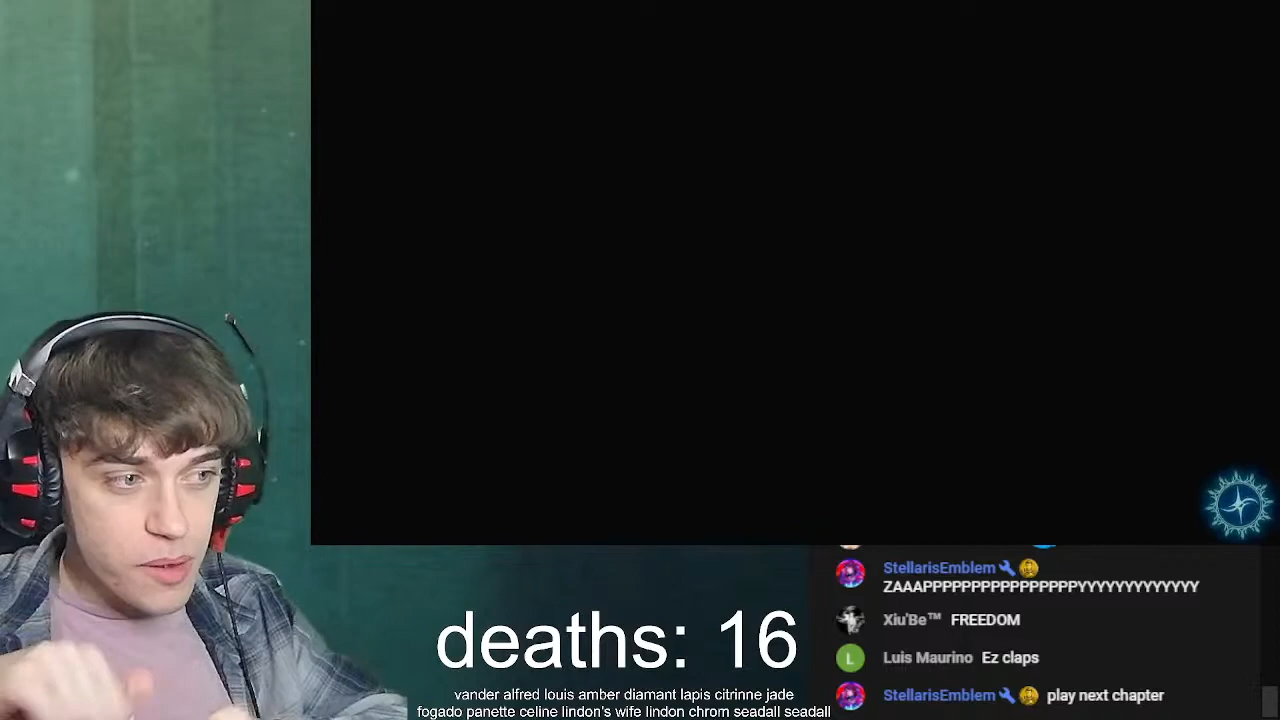 StellarisEmblem
ZAAAPPPPPPPPPPPPPPPPYYYYYYYYYYYYY
Xiu'Be™ FREEDOM
L Luis Maurino Ez claps
StellarisEmblem play next chapter
deaths: 16
vander alfred louis amber diamant lapis citrinne jade
fogado panette celine lindon's wife lindon chrom seadall seadall